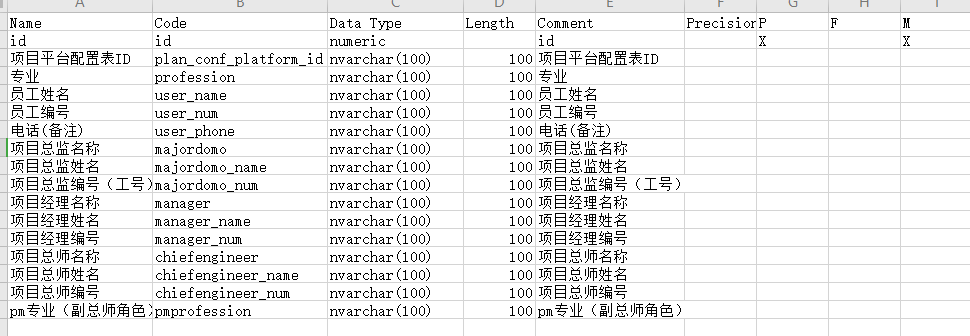 A B C D E F G H I
Name Code Data Type Length Comment Precision P F M
id id numeric id X X
项目平台配置表ID plan_conf_platform_id nvarchar(100) 100 项目平台配置表ID
专业 profession nvarchar(100) 100 专业
员工姓名 user_name nvarchar(100) 100 员工姓名
员工编号 user_num nvarchar(100) 100 员工编号
电话(备注) user_phone nvarchar(100) 100 电话(备注)
项目总监名称 majordomo nvarchar(100) 100 项目总监名称
项目总监姓名 majordomo_name nvarchar(100) 100 项目总监姓名
项目总监编号（工号） majordomo_num nvarchar(100) 100 项目总监编号（工号）
项目经理名称 manager nvarchar(100) 100 项目经理名称
项目经理姓名 manager_name nvarchar(100) 100 项目经理姓名
项目经理编号 manager_num nvarchar(100) 100 项目经理编号
项目总师名称 chiefengineer nvarchar(100) 100 项目总师名称
项目总师姓名 chiefengineer_name nvarchar(100) 100 项目总师姓名
项目总师编号 chiefengineer_num nvarchar(100) 100 项目总师编号
pm专业（副总师角色） pmprofession nvarchar(100) 100 pm专业（副总师角色）